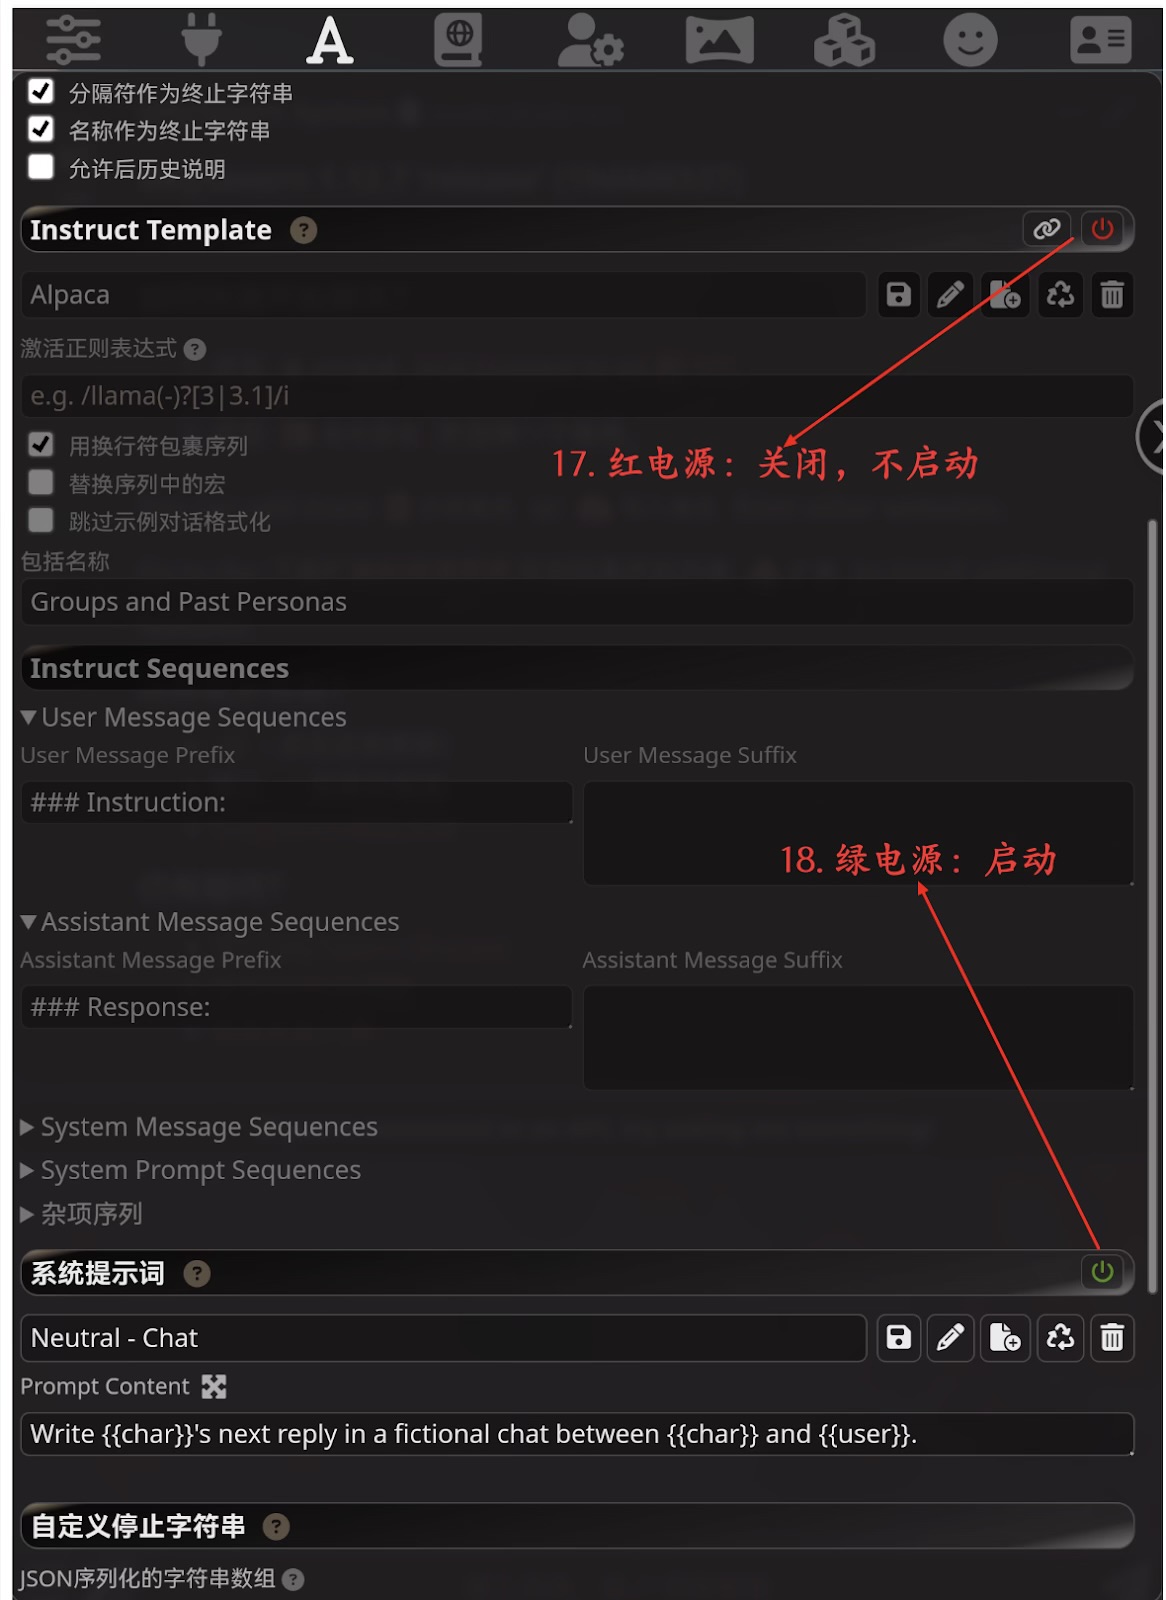 分隔符作为终止字符串
名称作为终止字符串
允许后历史说明
Instruct Template ?
Alpaca
激活正则表达式 ?
e.g. /llama(-)?[3|3.1]/i
用换行符包裹序列
17. 红电源：关闭，不启动
替换序列中的宏
跳过示例对话格式化
包括名称
Groups and Past Personas
Instruct Sequences
User Message Sequences
User Message Prefix User Message Suffix
### Instruction:
18. 绿电源：启动
Assistant Message Sequences
Assistant Message Prefix Assistant Message Suffix
### Response:
System Message Sequences
System Prompt Sequences
杂项序列
系统提示词 ?
Neutral - Chat
Prompt Content
Write {{char}}'s next reply in a fictional chat between {{char}} and {{user}}.
自定义停止字符串 ?
JSON序列化的字符串数组 ?